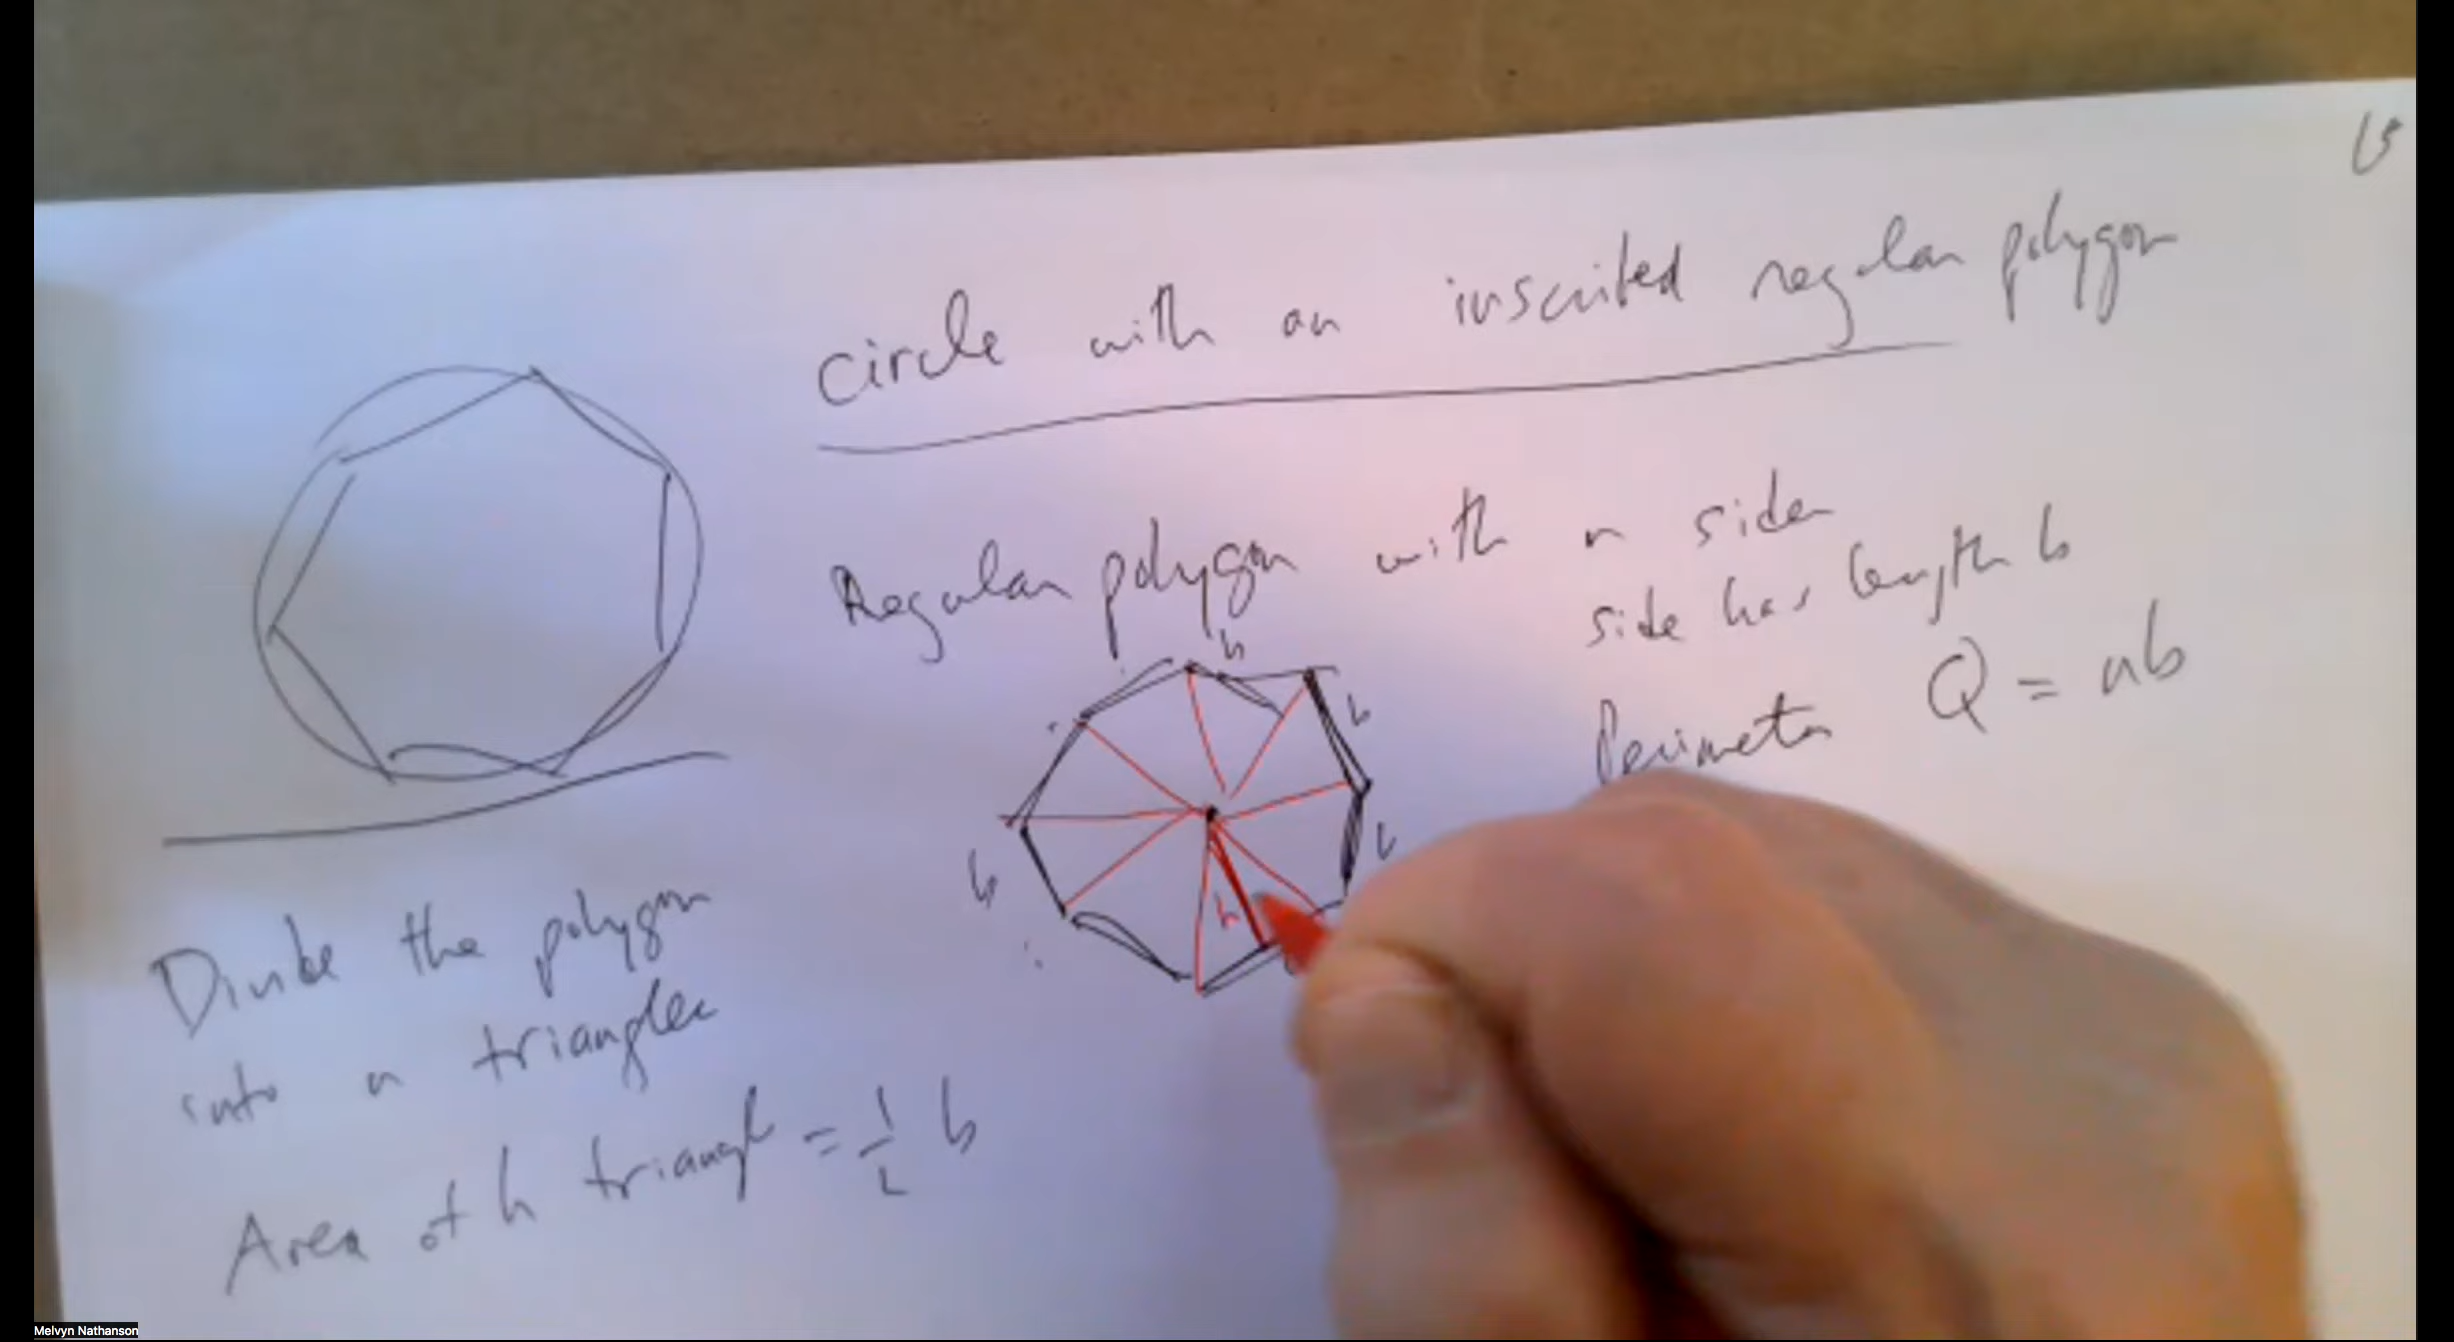 circle with an inscribed regular polygon
Regular polygon with n sides
side has length b
Perimeter Q = nb
b
b
b
b
h
Divide the polygon
into n triangles
Area of h triangle = 1/2 b
Melvyn Nathanson